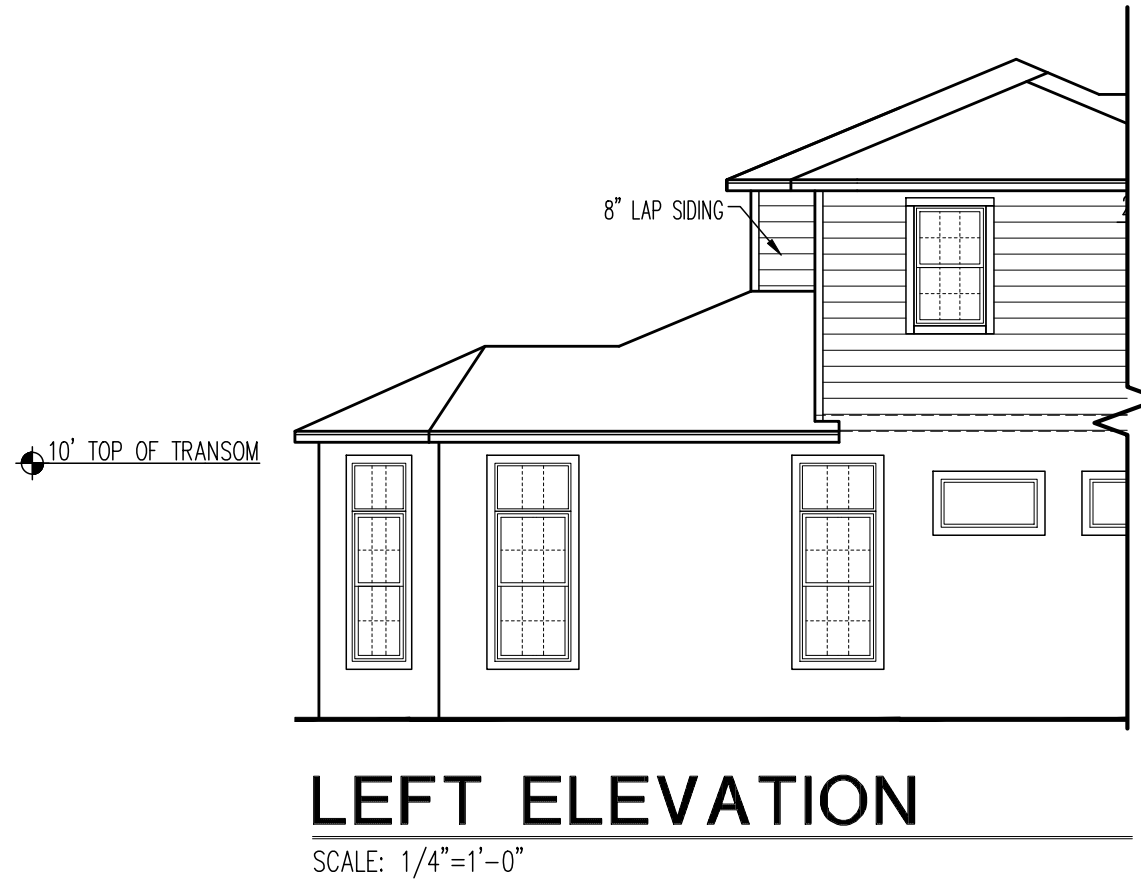 8" LAP SIDING
10' TOP OF TRANSOM
LEFT ELEVATION
SCALE: 1/4"=1'-0"